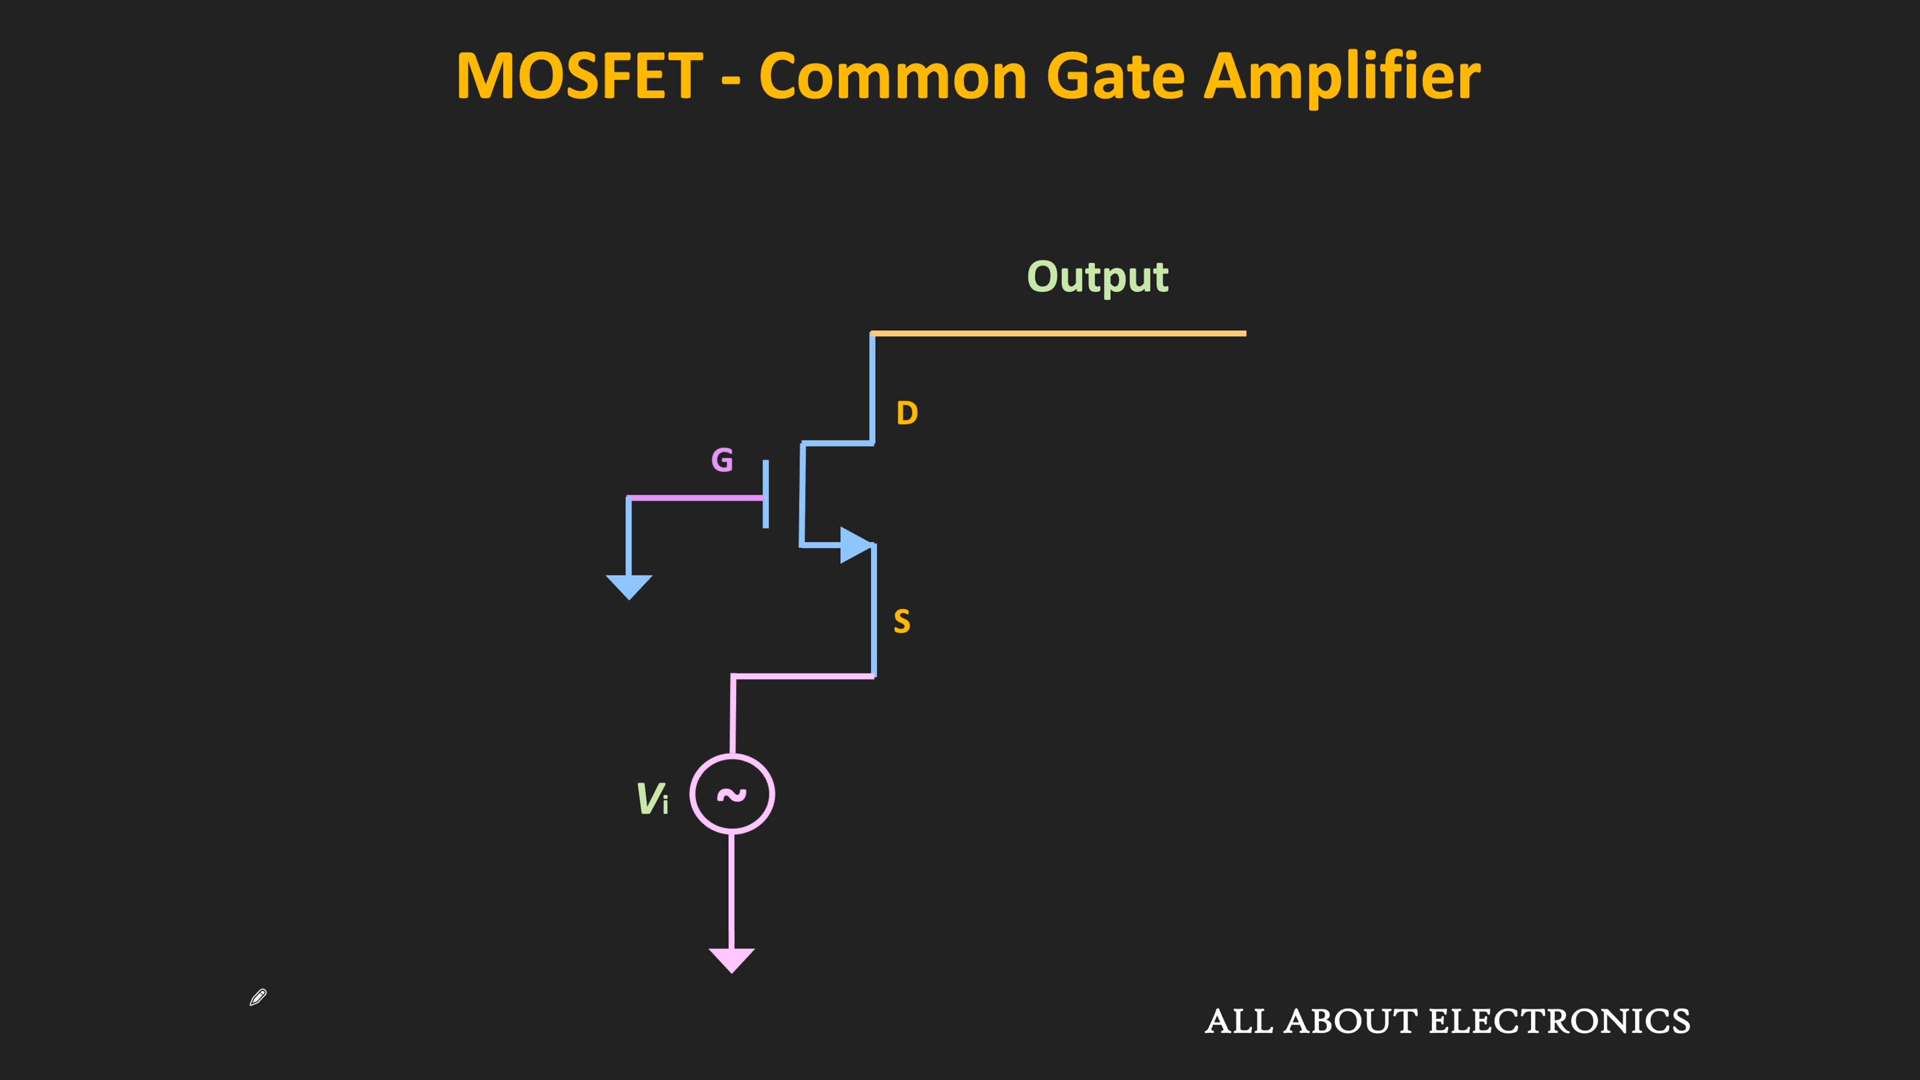 MOSFET - Common Gate Amplifier
Output
D
G
S
Vi
~
ALL ABOUT ELECTRONICS